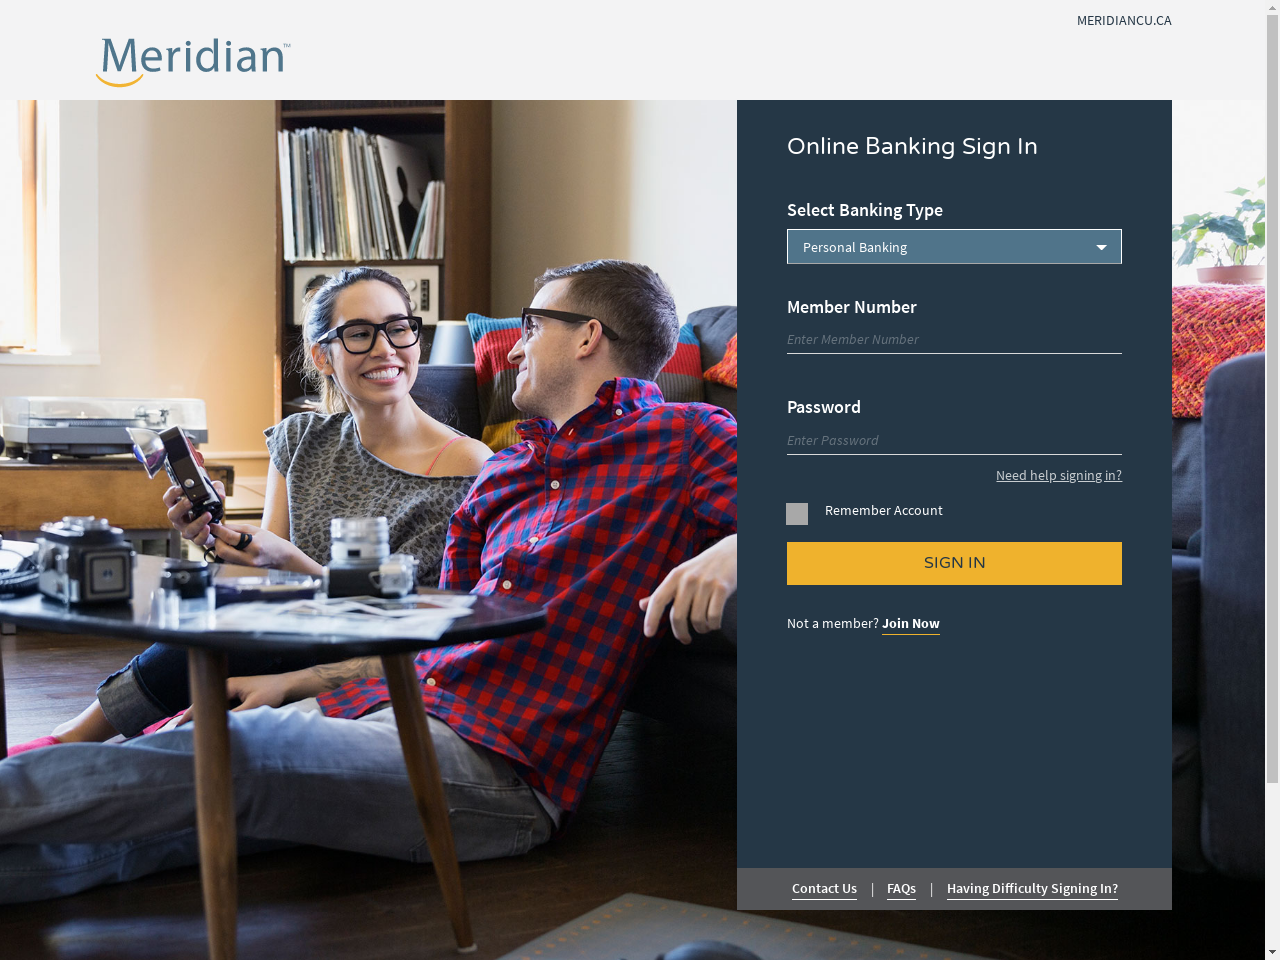 MERIDIANCU.CA
Meridian™
Online Banking Sign In
Select Banking Type
Personal Banking
Member Number
Enter Member Number
Password
Enter Password
Need help signing in?
Remember Account
SIGN IN
Not a member? Join Now
Contact Us | FAQs | Having Difficulty Signing In?